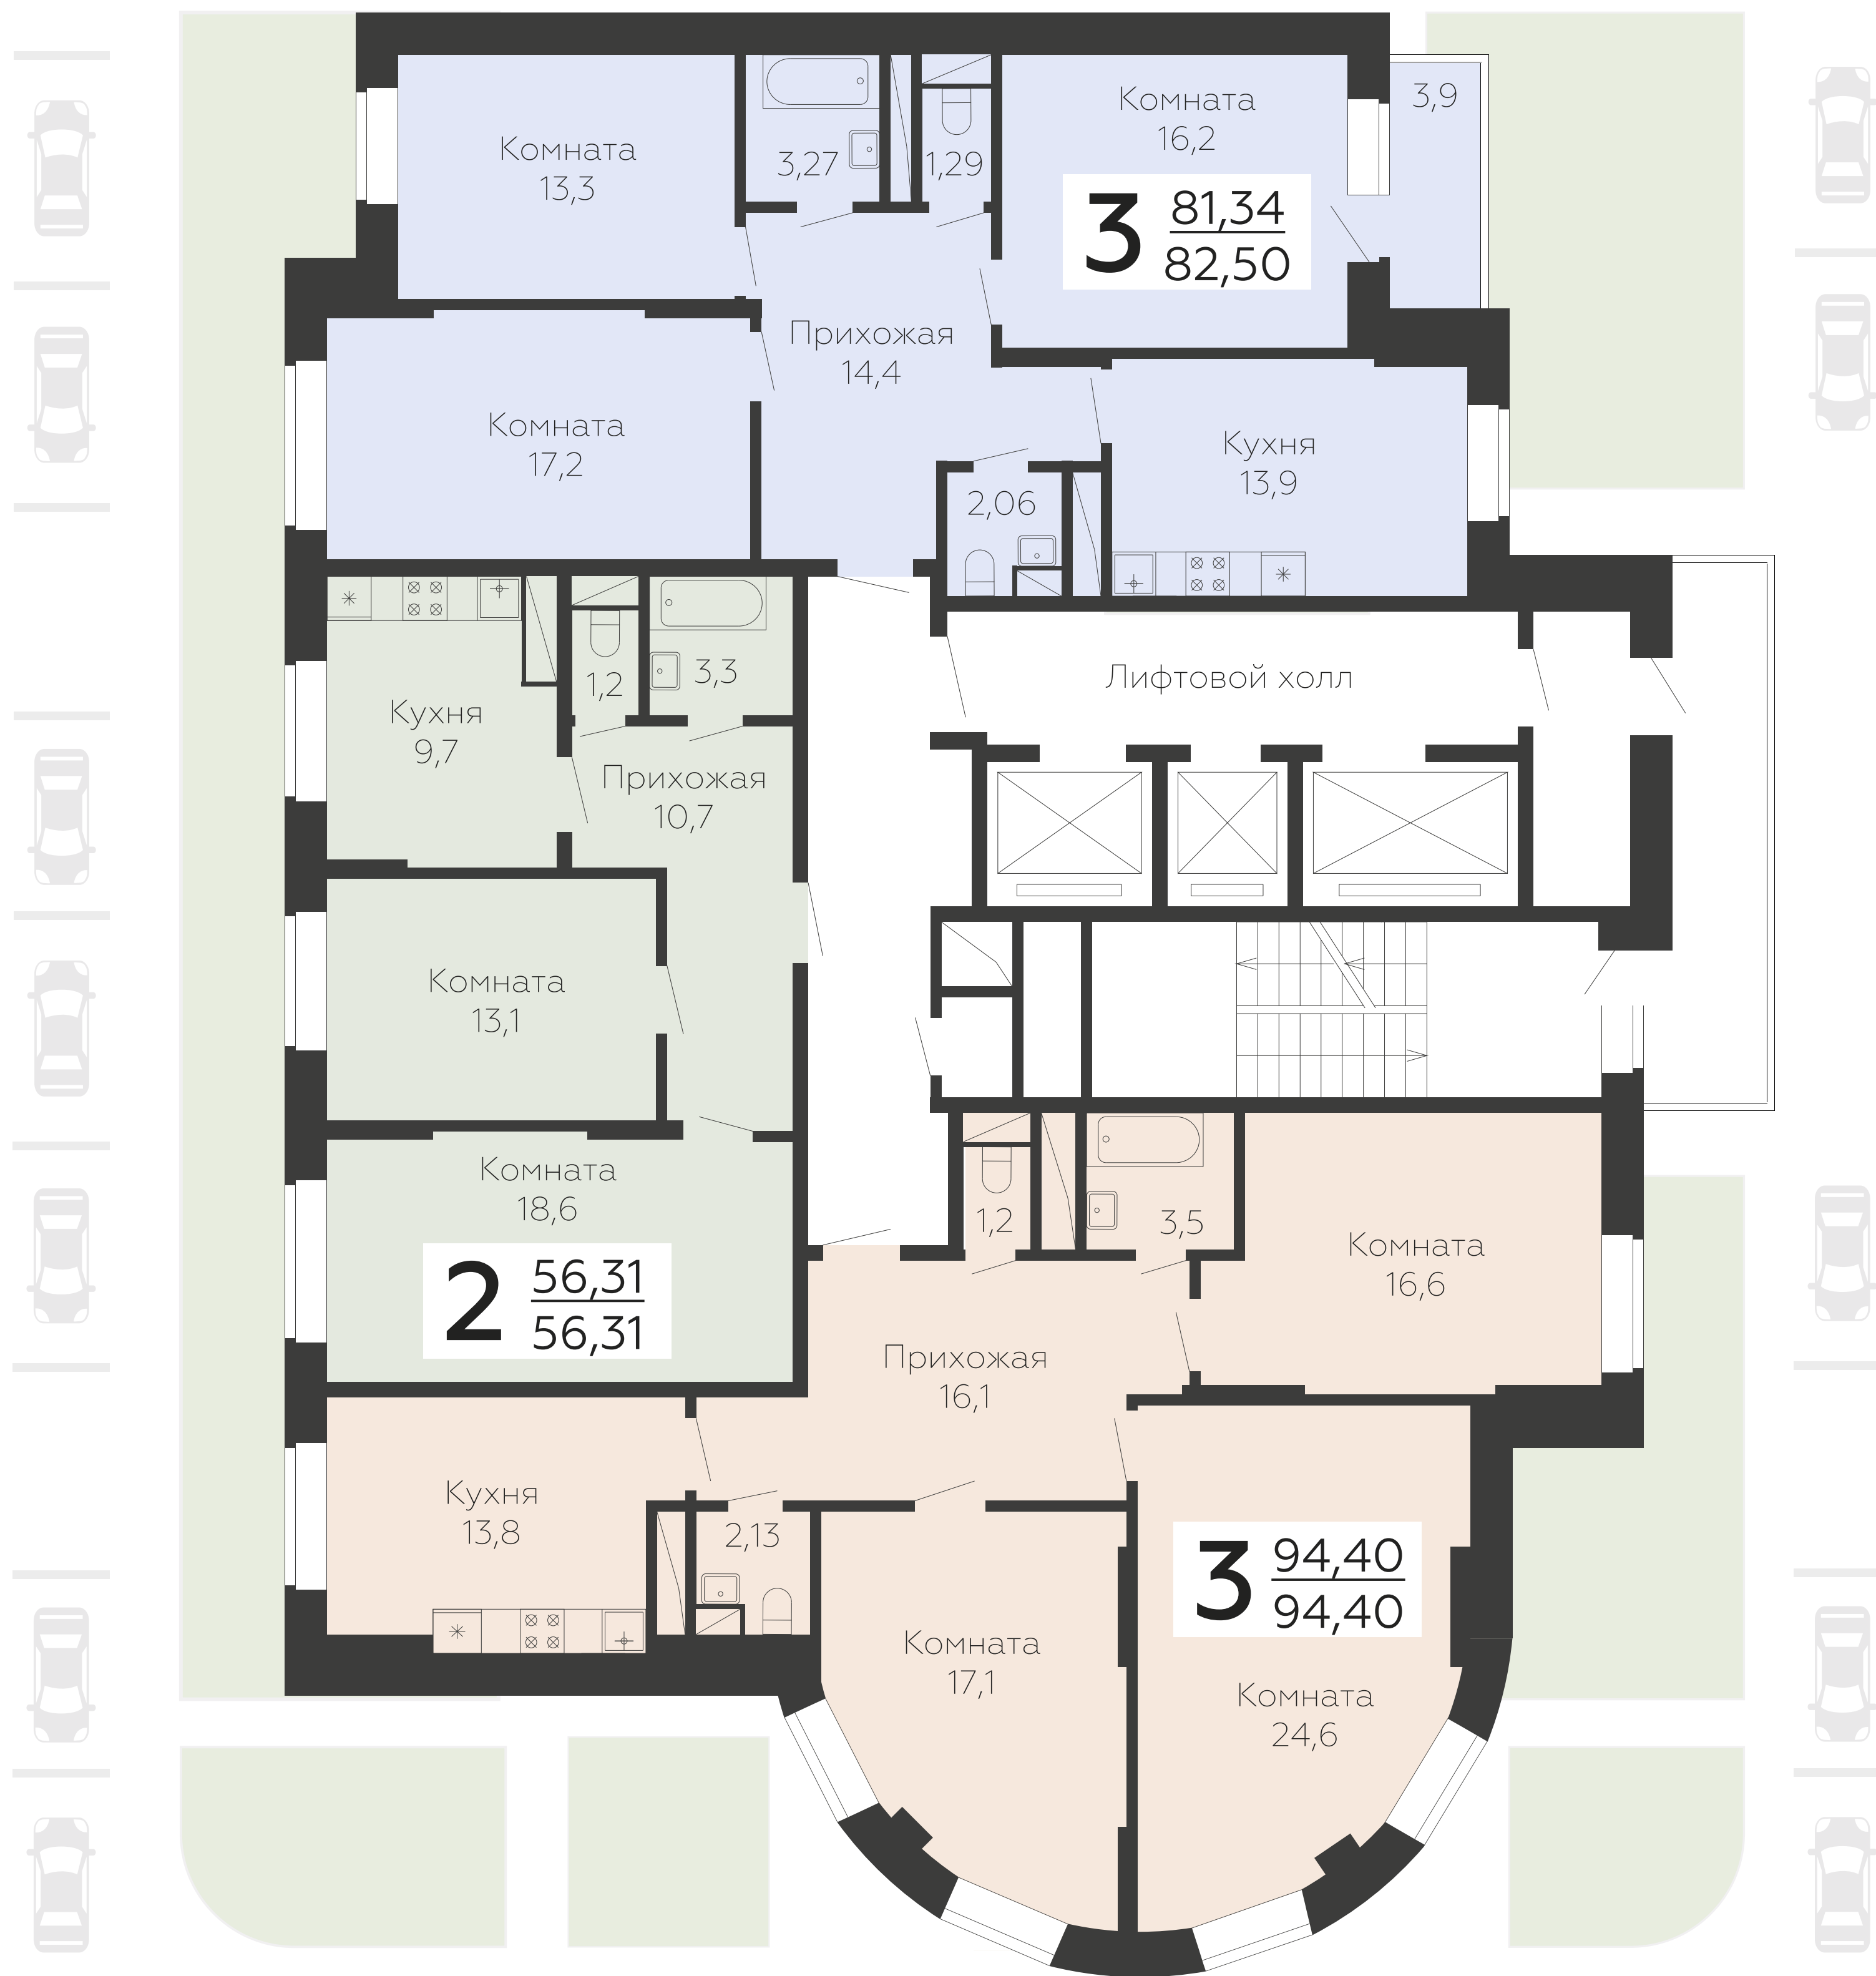 Комната
13,3
3,27
1,29
Комната
16,2
3,9
3 81,34
82,50
Прихожая
14,4
Комната
17,2
Кухня
13,9
2,06
Лифтовой холл
Кухня
9,7
1,2
3,3
Прихожая
10,7
Комната
13,1
Комната
18,6
2 56,31
56,31
1,2
3,5
Комната
16,6
Прихожая
16,1
Кухня
13,8
2,13
Комната
17,1
3 94,40
94,40
Комната
24,6